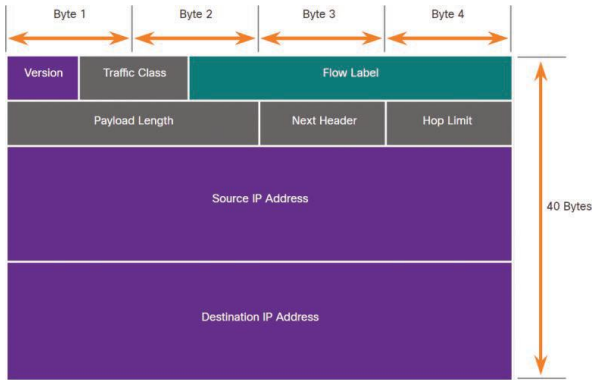 Byte 1 Byte 2 Byte 3 Byte 4
Version Traffic Class Flow Label
Payload Length Next Header Hop Limit
Source IP Address
40 Bytes
Destination IP Address